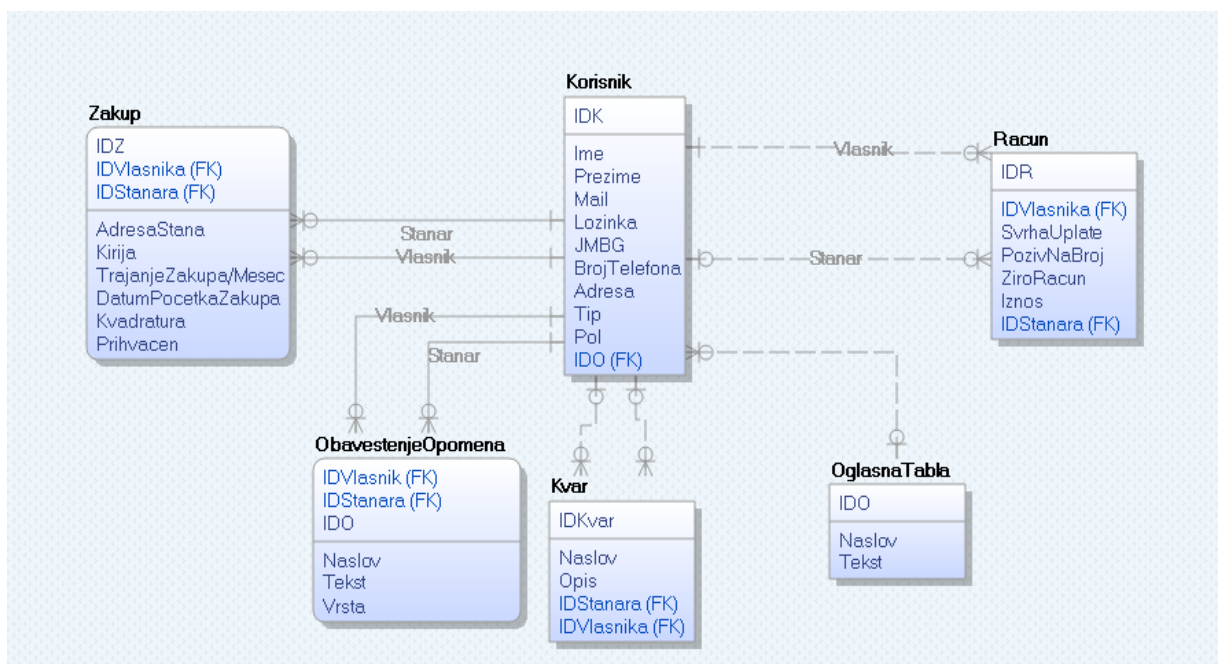 Zakup
IDZ
IDVlasnika (FK)
IDStanara (FK)
AdresaStana
Kirija
TrajanjeZakupa/Mesec
DatumPocetkaZakupa
Kvadratura
Prihvacen
Stanar
Vlasnik
Vlasnik
Stanar
Korisnik
IDK
Ime
Prezime
Mail
Lozinka
JMBG
BrojTelefona
Adresa
Tip
Pol
IDO (FK)
Vlasnik
Stanar
Racun
IDR
IDVlasnika (FK)
SvrhaUplate
PozivNaBroj
ZiroRacun
Iznos
IDStanara (FK)
ObavestenjeOpomena
IDVlasnik (FK)
IDStanara (FK)
IDO
Naslov
Tekst
Vrsta
Kvar
IDKvar
Naslov
Opis
IDStanara (FK)
IDVlasnika (FK)
OglasnaTabla
IDO
Naslov
Tekst